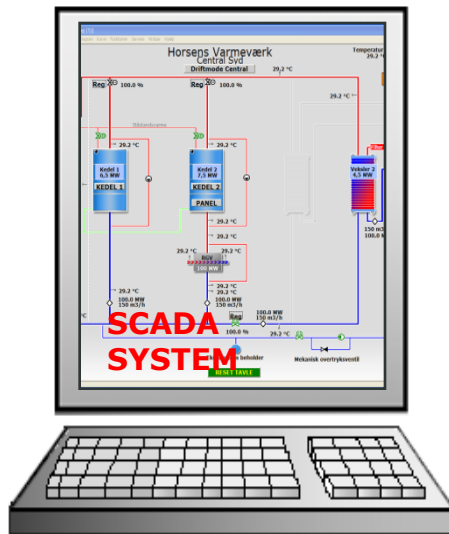 Horsens Varmeværk
Central Syd
Driftmode Central
Temperatur
29.2 °C
29.2 °C
Reg
100.0 %
Reg
100.0 %
29.2 °C
29.2 °C
29.2 °C
Kedel 1
6,5 MW
KEDEL 1
Kedel 2
7,5 MW
KEDEL 2
PANEL
Veksler 2
4,5 MW
29.2 °C
29.2 °C
29.2 °C
29.2 °C
BGV
100 MW
150 m3
100.0 M
29.2 °C
29.2 °C
29.2 °C
100.0 MW
150 m3/h
100.0 MW
150 m3/h
100.0 MW
150 m3/h
Reg
100.0 %
29.2 °C
SCADA
SYSTEM
beholder
Mekanisk overtryksventil
RESET TAVLE